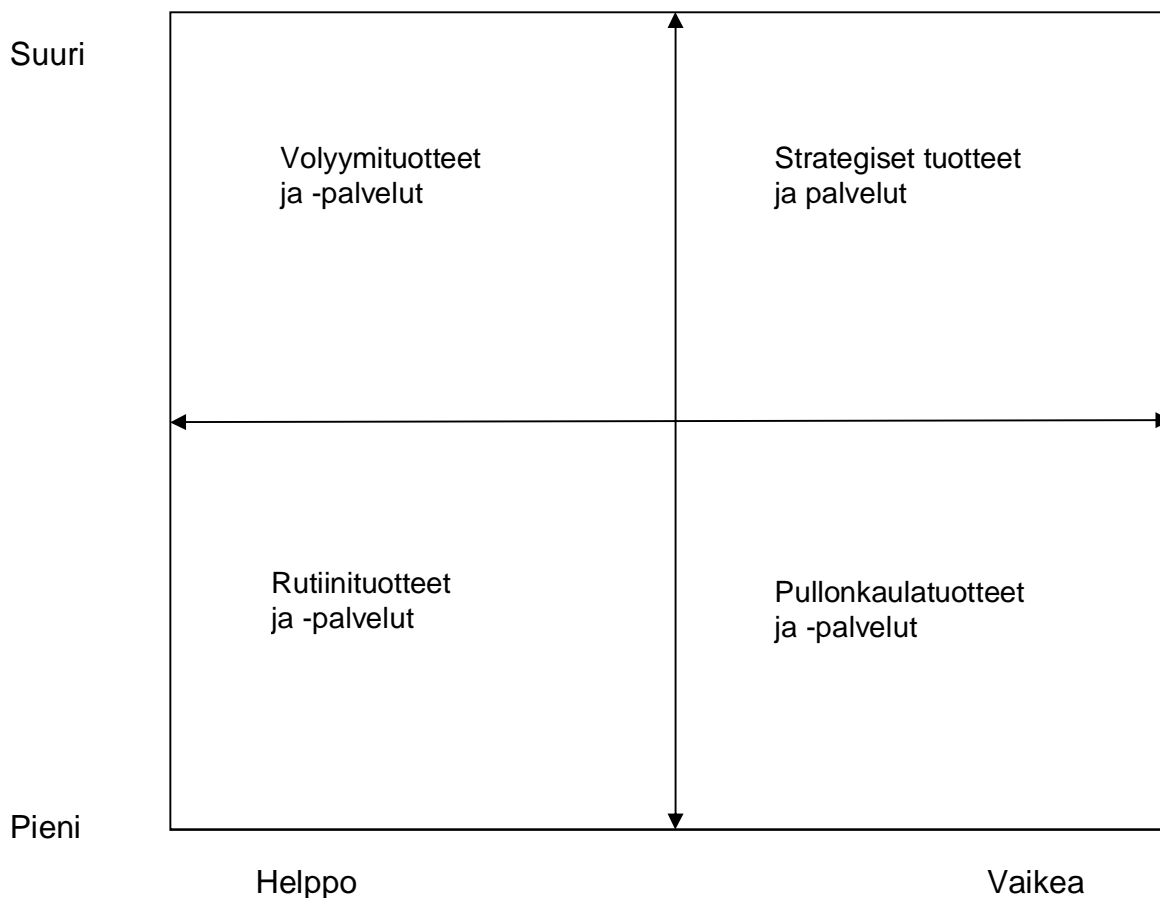 Suuri
Volyymituotteet
ja -palvelut
Strategiset tuotteet
ja palvelut
Rutiinituotteet
ja -palvelut
Pullonkaulatuotteet
ja -palvelut
Pieni
Helppo
Vaikea